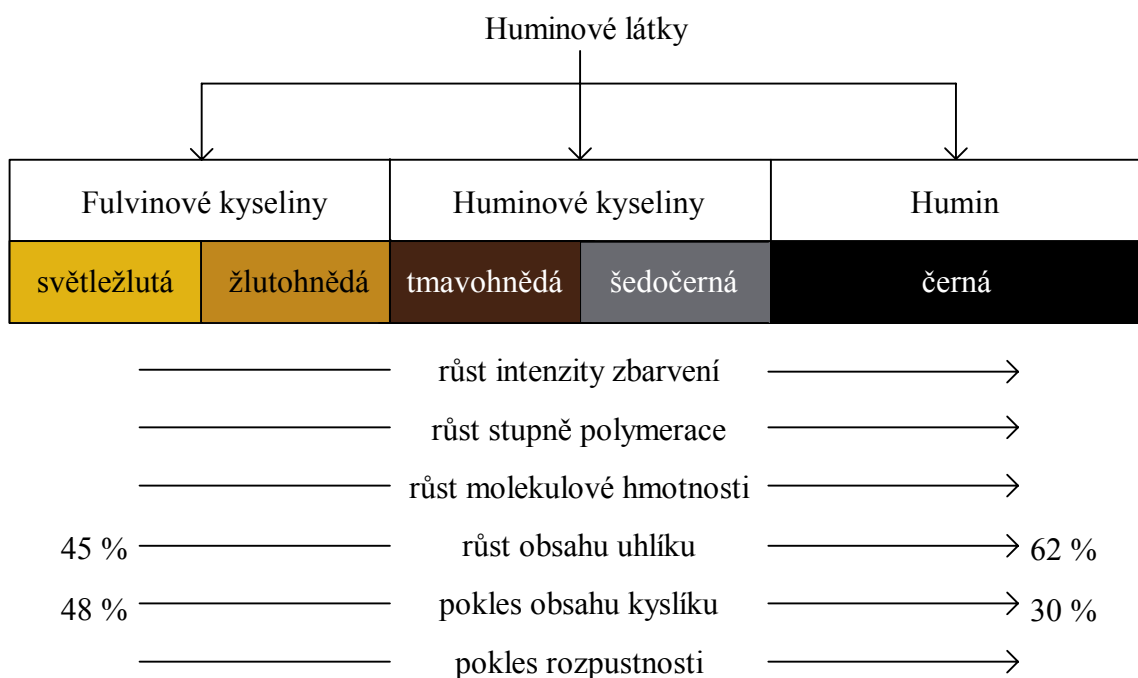 Huminové látky
Fulvinové kyseliny Huminové kyseliny Humin
světležlutá žlutohnědá tmavohnědá šedočerná černá
růst intenzity zbarvení
růst stupně polymerace
růst molekulové hmotnosti
45 % růst obsahu uhlíku 62 %
48 % pokles obsahu kyslíku 30 %
pokles rozpustnosti